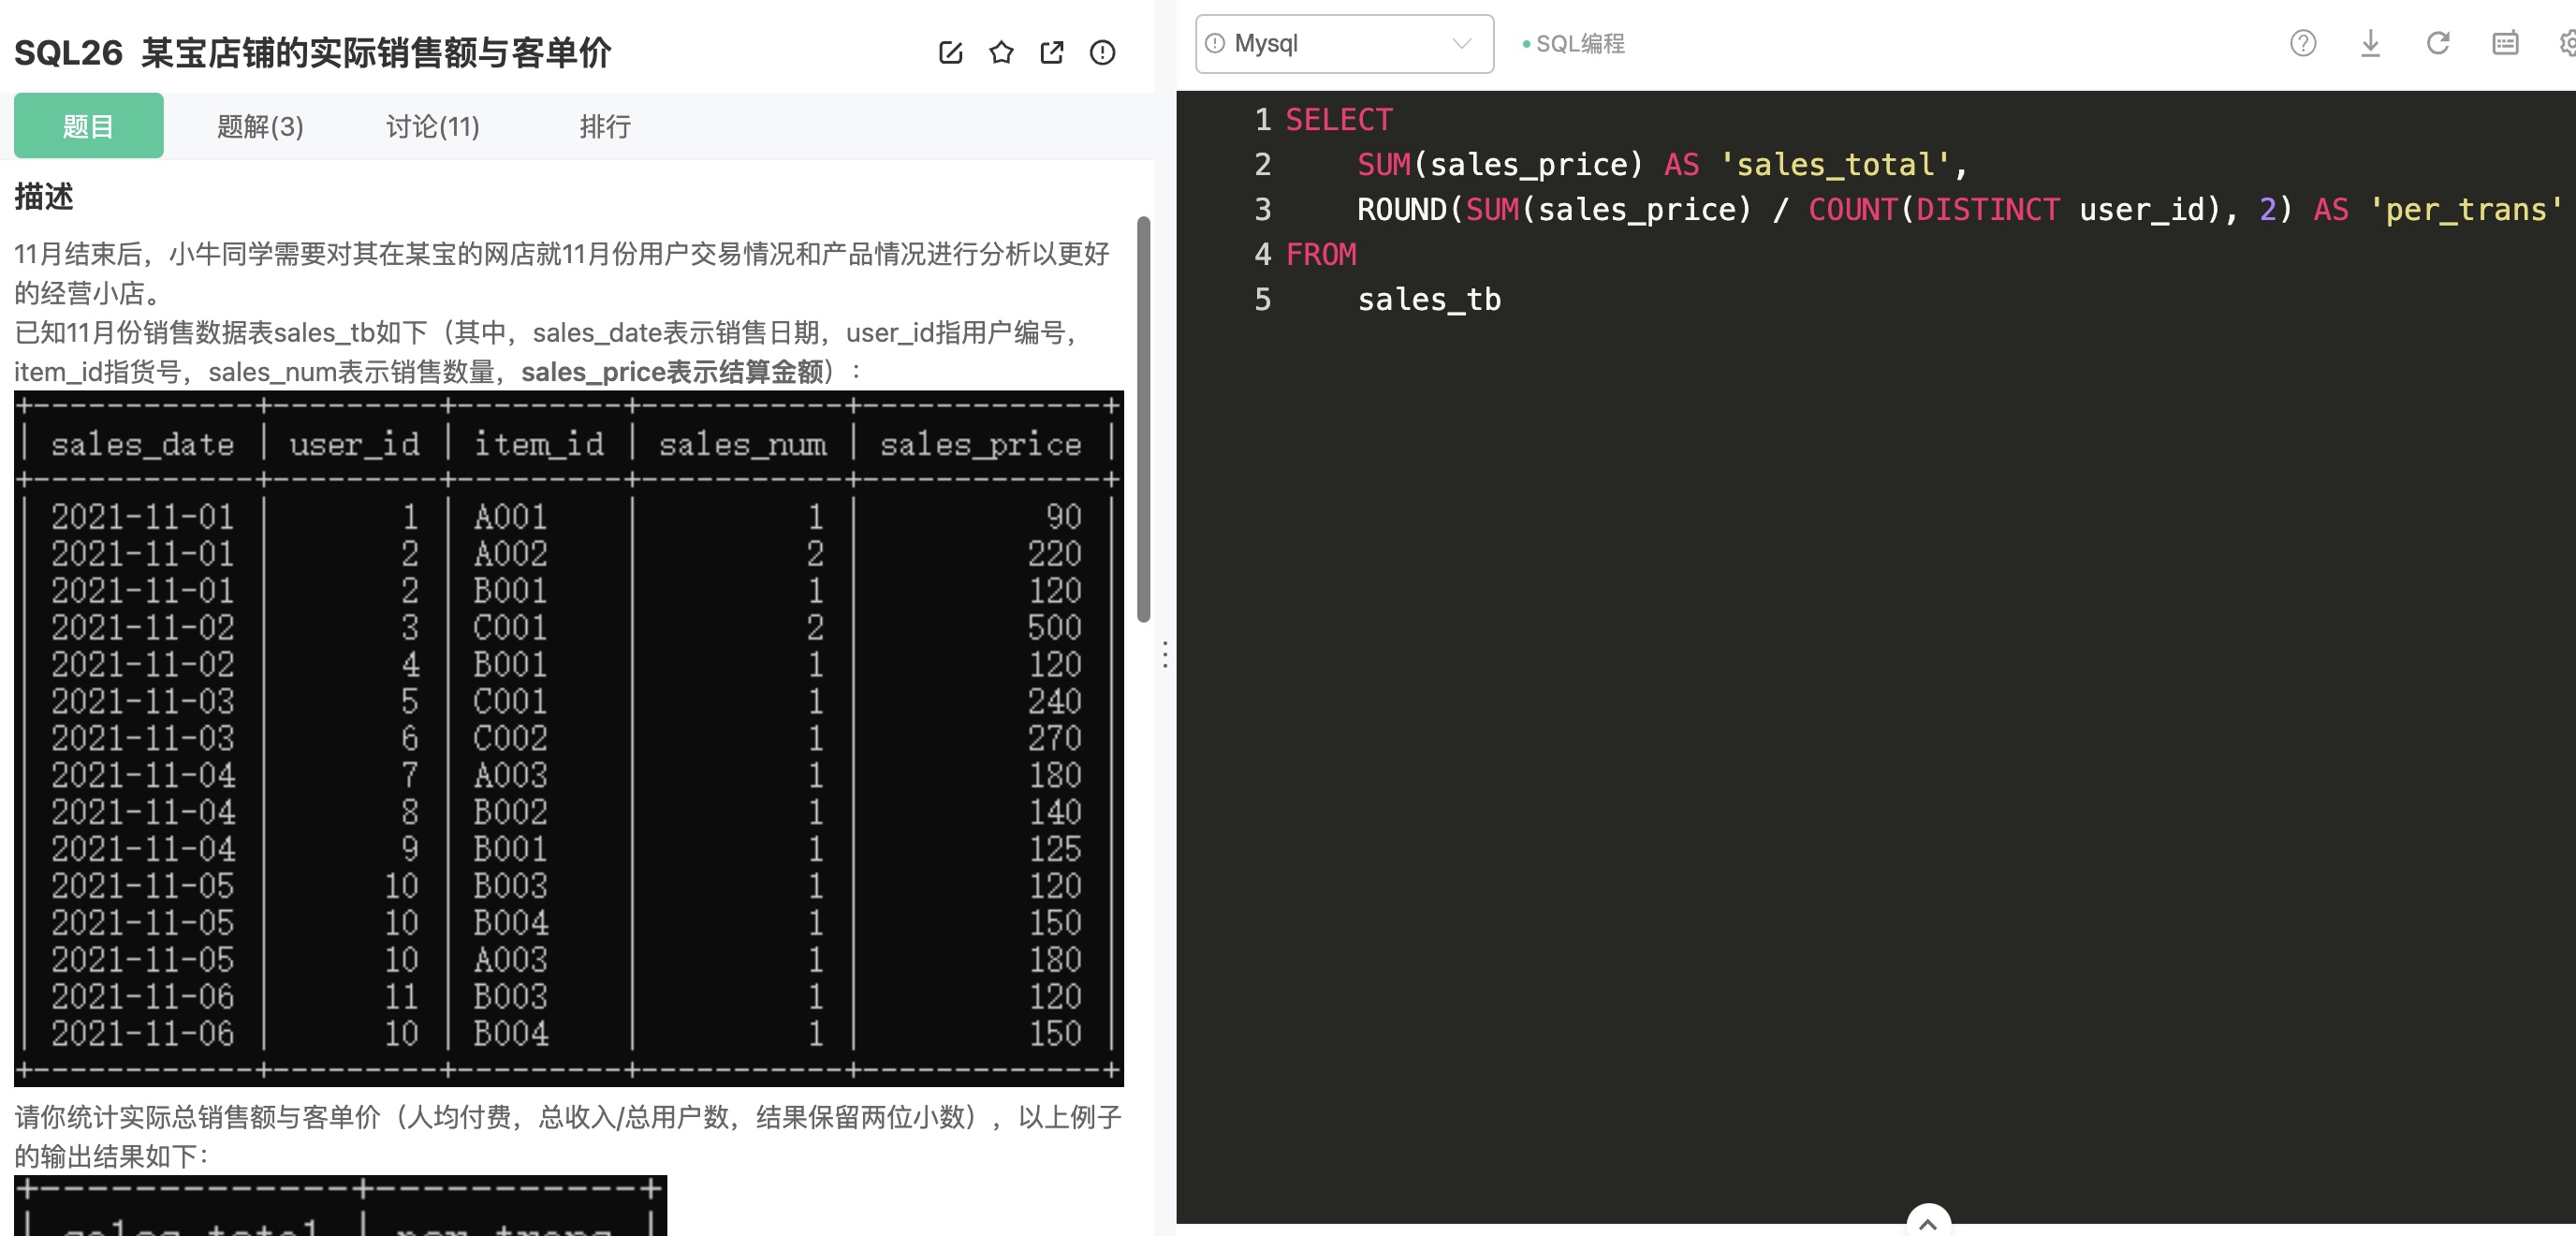 SQL26 某宝店铺的实际销售额与客单价
题目 题解(3) 讨论(11) 排行
描述
11月结束后，小牛同学需要对其在某宝的网店就11月份用户交易情况和产品情况进行分析以更好
的经营小店。
已知11月份销售数据表sales_tb如下（其中，sales_date表示销售日期，user_id指用户编号，
item_id指货号，sales_num表示销售数量，sales_price表示结算金额）：
+------------+---------+---------+-----------+-------------+
| sales_date | user_id | item_id | sales_num | sales_price |
+------------+---------+---------+-----------+-------------+
| 2021-11-01 | 1 | A001 | 1 | 90 |
| 2021-11-01 | 2 | A002 | 2 | 220 |
| 2021-11-01 | 2 | B001 | 1 | 120 |
| 2021-11-02 | 3 | C001 | 2 | 500 |
| 2021-11-02 | 4 | B001 | 1 | 120 |
| 2021-11-03 | 5 | C001 | 1 | 240 |
| 2021-11-03 | 6 | C002 | 1 | 270 |
| 2021-11-04 | 7 | A003 | 1 | 180 |
| 2021-11-04 | 8 | B002 | 1 | 140 |
| 2021-11-04 | 9 | B001 | 1 | 125 |
| 2021-11-05 | 10 | B003 | 1 | 120 |
| 2021-11-05 | 10 | B004 | 1 | 150 |
| 2021-11-05 | 10 | A003 | 1 | 180 |
| 2021-11-06 | 11 | B003 | 1 | 120 |
| 2021-11-06 | 10 | B004 | 1 | 150 |
+------------+---------+---------+-----------+-------------+
请你统计实际总销售额与客单价（人均付费，总收入/总用户数，结果保留两位小数），以上例子
的输出结果如下：
+-------------+-----------+
| sales_total | per_trans |
Mysql
SQL编程
1 SELECT
2     SUM(sales_price) AS 'sales_total',
3     ROUND(SUM(sales_price) / COUNT(DISTINCT user_id), 2) AS 'per_trans'
4 FROM
5     sales_tb